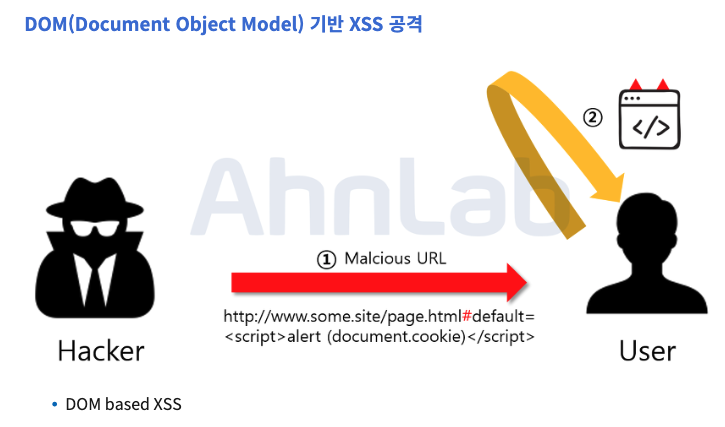 DOM(Document Object Model) 기반 XSS 공격
②
</>
AhnLab
① Malcious URL
http://www.some.site/page.html#default=
<script>alert (document.cookie)</script>
Hacker
User
• DOM based XSS